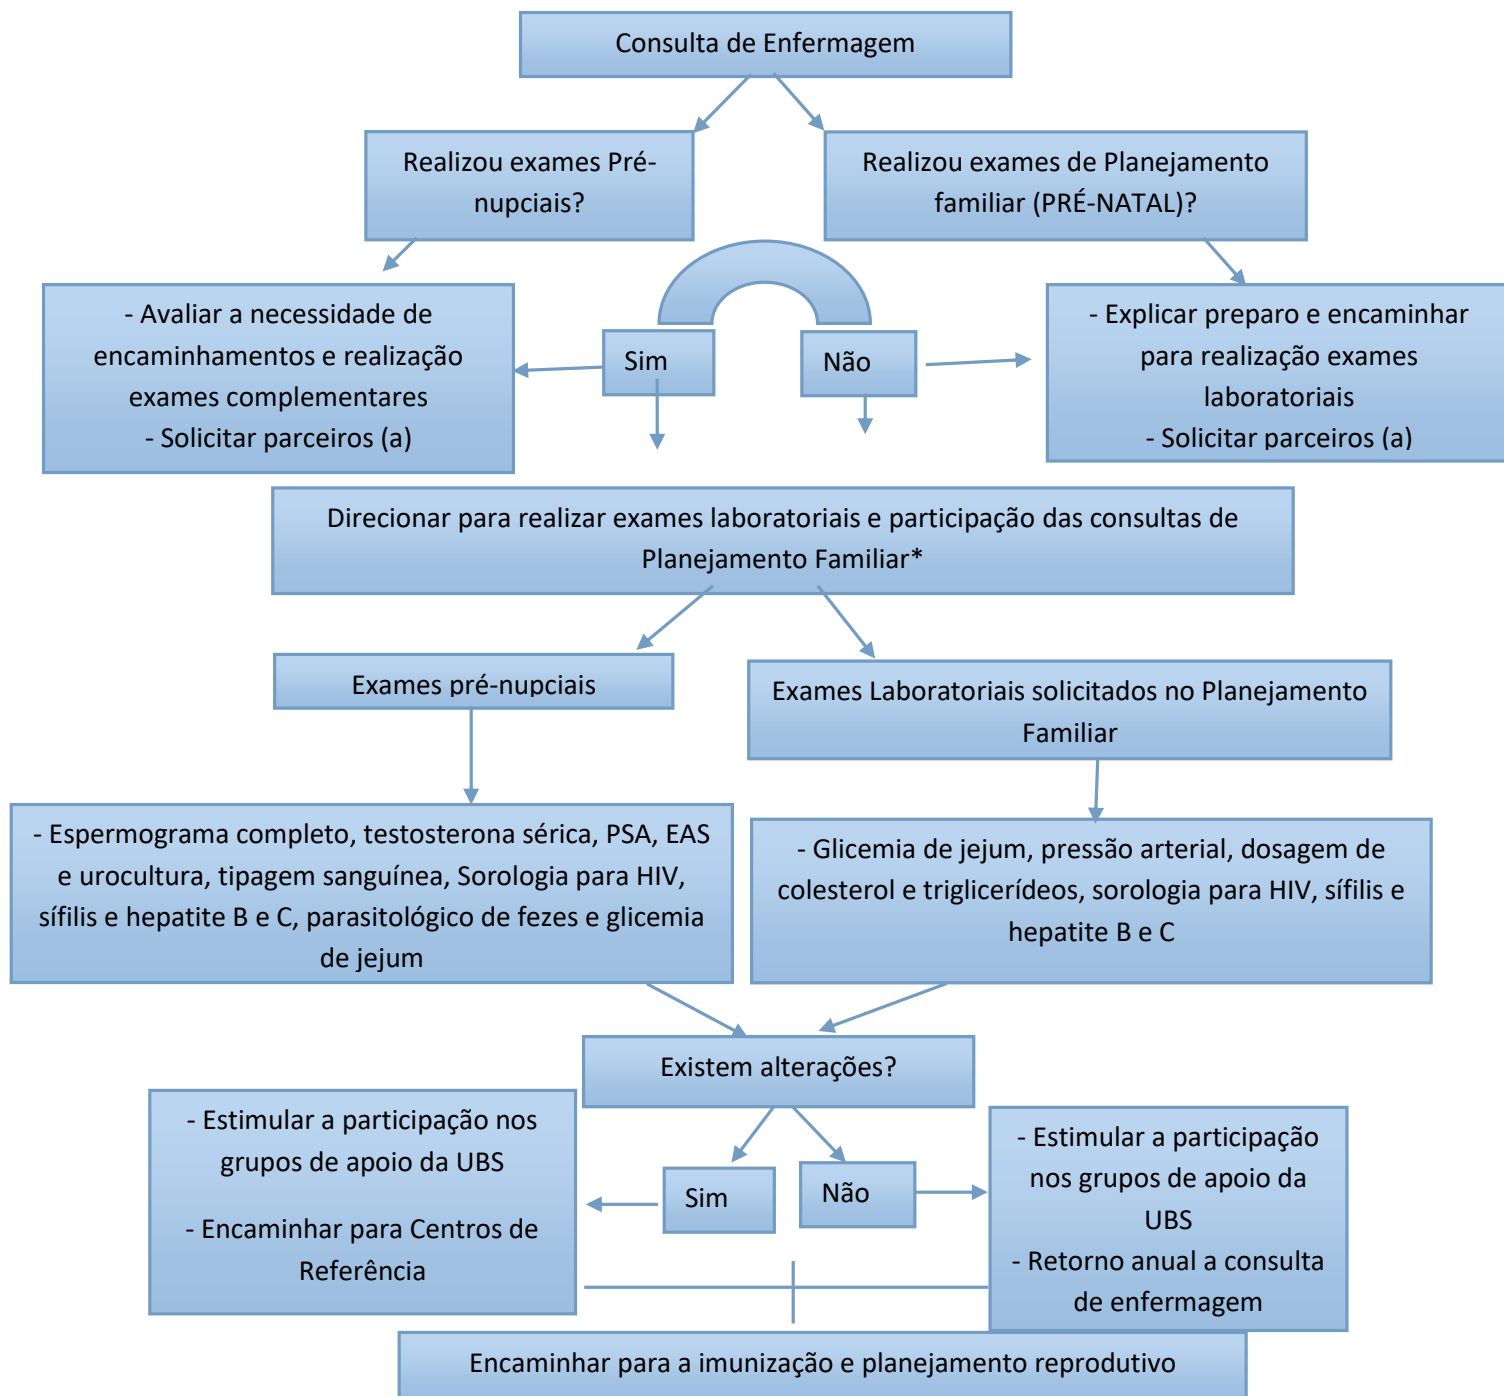 Consulta de Enfermagem
Realizou exames Pré-
nupciais?
Realizou exames de Planejamento
familiar (PRÉ-NATAL)?
- Avaliar a necessidade de
encaminhamentos e realização
exames complementares
- Solicitar parceiros (a)
Sim
Não
- Explicar preparo e encaminhar
para realização exames
laboratoriais
- Solicitar parceiros (a)
Direcionar para realizar exames laboratoriais e participação das consultas de
Planejamento Familiar*
Exames pré-nupciais
Exames Laboratoriais solicitados no Planejamento
Familiar
- Espermograma completo, testosterona sérica, PSA, EAS
e urocultura, tipagem sanguínea, Sorologia para HIV,
sífilis e hepatite B e C, parasitológico de fezes e glicemia
de jejum
- Glicemia de jejum, pressão arterial, dosagem de
colesterol e triglicerídeos, sorologia para HIV, sífilis e
hepatite B e C
Existem alterações?
- Estimular a participação nos
grupos de apoio da UBS
- Encaminhar para Centros de
Referência
Sim
Não
- Estimular a participação
nos grupos de apoio da
UBS
- Retorno anual a consulta
de enfermagem
Encaminhar para a imunização e planejamento reprodutivo